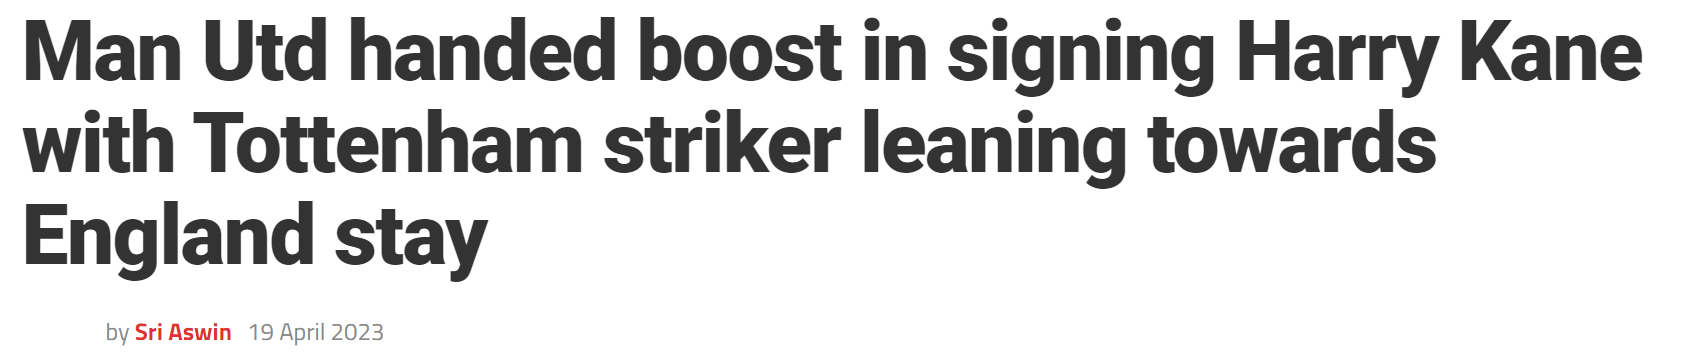 Man Utd handed boost in signing Harry Kane
with Tottenham striker leaning towards
England stay
by Sri Aswin 19 April 2023